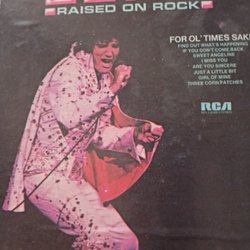 RAISED ON ROCK
FOR OL' TIMES SAK
FIND OUT WHAT'S HAPPENING
IF YOU DON'T COME BACK
SWEET ANGELINE
I MISS YOU
ARE YOU SINCERE
JUST A LITTLE BIT
GIRL OF MINE
THREE CORN PATCHES
RCA